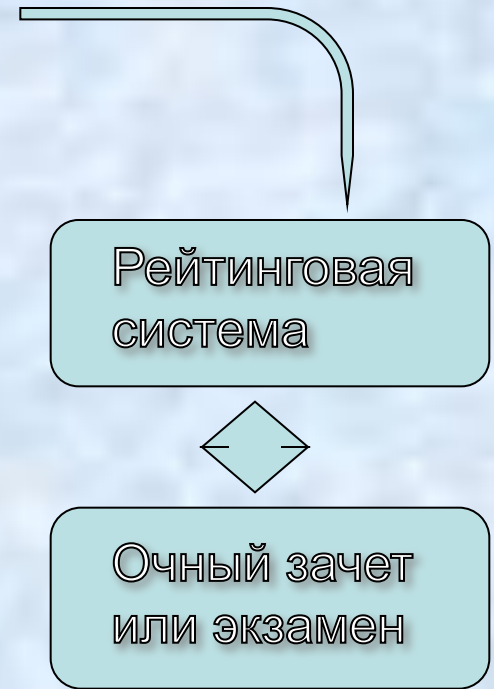 Рейтинговая
система
Очный зачет
или экзамен